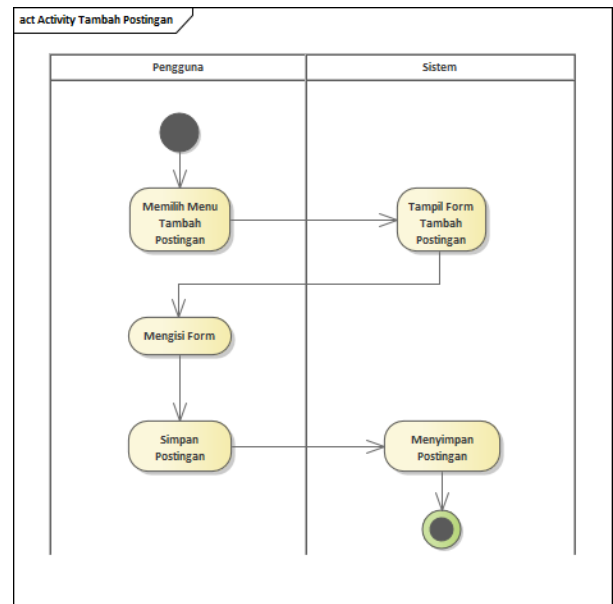 act Activity Tambah Postingan
Pengguna
Sistem
Memilih Menu
Tambah
Postingan
Tampil Form
Tambah
Postingan
Mengisi Form
Simpan
Postingan
Menyimpan
Postingan